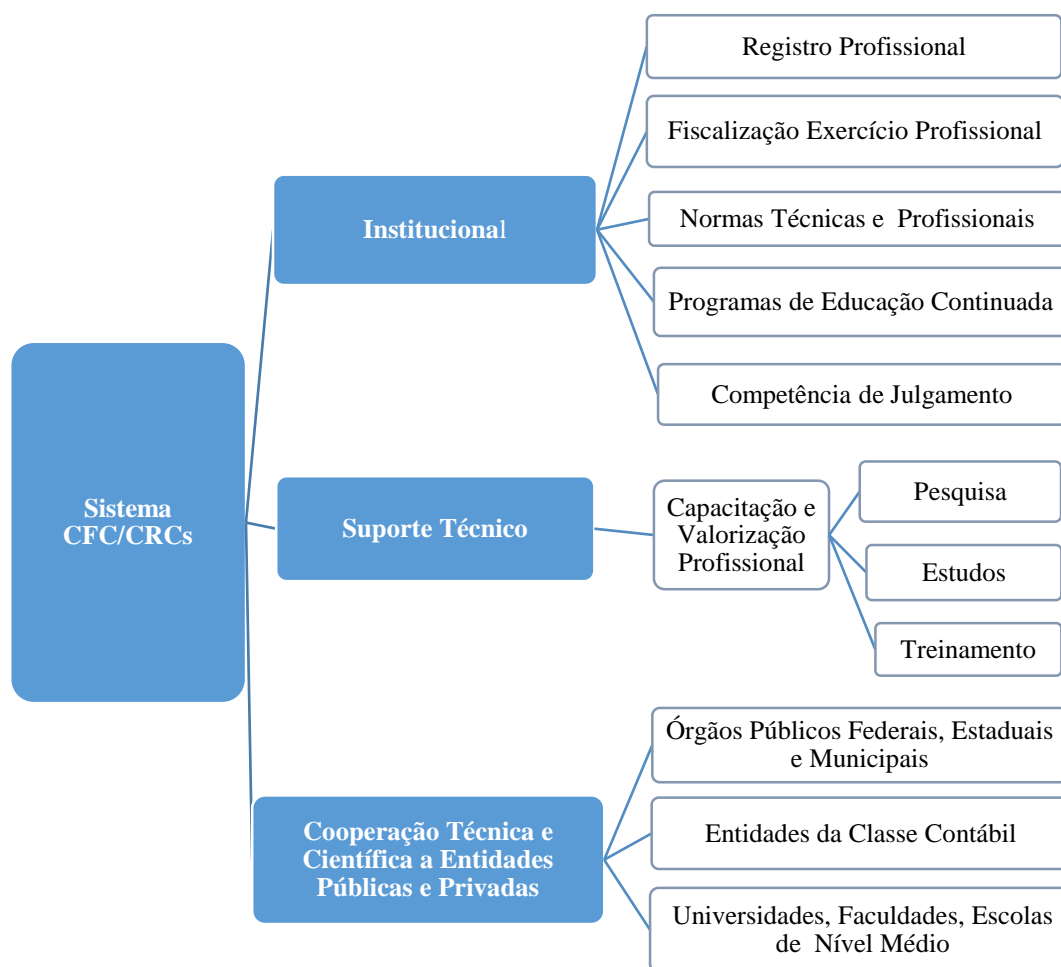 Sistema
CFC/CRCs
Institucional
Registro Profissional
Fiscalização Exercício Profissional
Normas Técnicas e Profissionais
Programas de Educação Continuada
Competência de Julgamento
Suporte Técnico
Capacitação e
Valorização
Profissional
Pesquisa
Estudos
Treinamento
Cooperação Técnica e
Científica a Entidades
Públicas e Privadas
Órgãos Públicos Federais, Estaduais
e Municipais
Entidades da Classe Contábil
Universidades, Faculdades, Escolas
de Nível Médio